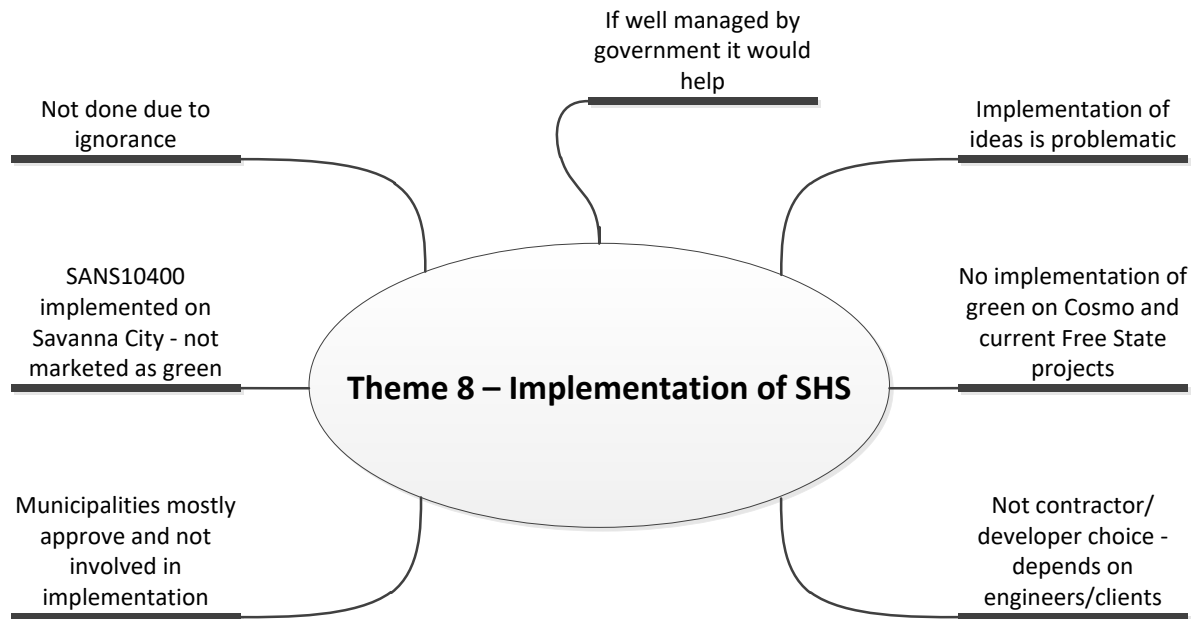 If well managed by
government it would
help
Not done due to
ignorance
Implementation of
ideas is problematic
SANS10400
implemented on
Savanna City - not
marketed as green
No implementation of
green on Cosmo and
current Free State
projects
Theme 8 – Implementation of SHS
Municipalities mostly
approve and not
involved in
implementation
Not contractor/
developer choice -
depends on
engineers/clients